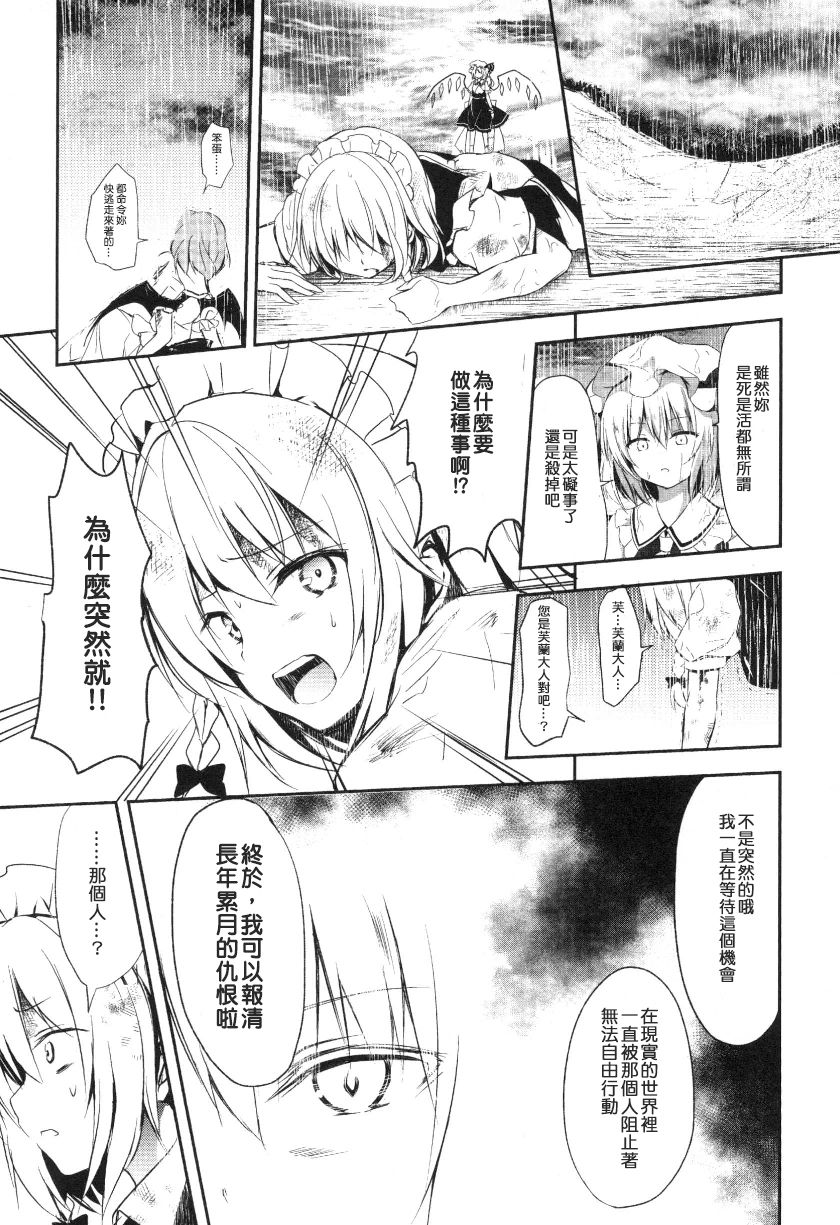 笨蛋…
都命令妳
快逃走來著的…
雖然妳
是死是活都無所謂
可是太礙事了
還是殺掉吧
芙…芙蘭大人…
您是芙蘭大人對吧…？
為什麼要
做這種事啊!?
為什麼突然就!!
不是突然的哦
我一直在等待這個機會
在現實的世界裡
一直被那個人阻止著
無法自由行動
終於，我可以報清
長年累月的仇恨啦
……那個人…？